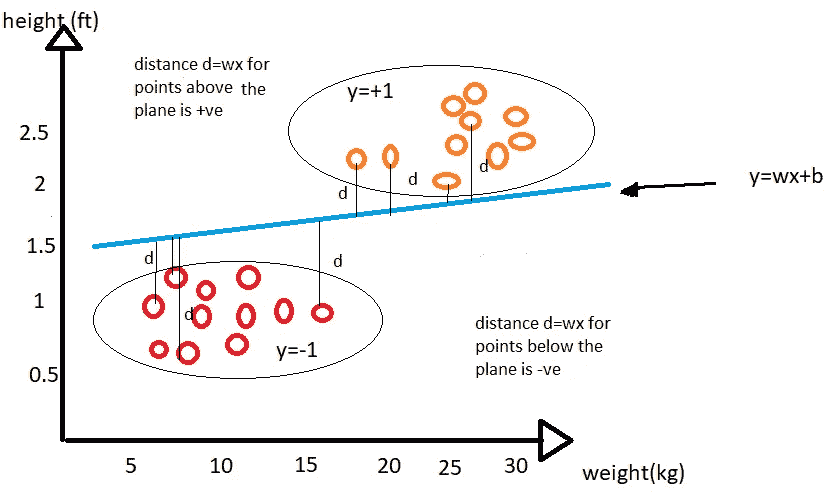 height (ft)
distance d=wx for
points above the
plane is +ve
y=+1
2.5
d
d
d
2
y=wx+b
1.5
d
d
1
d
distance d=wx for
points below the
plane is -ve
y=-1
0.5
5 10 15 20 25 30
weight(kg)